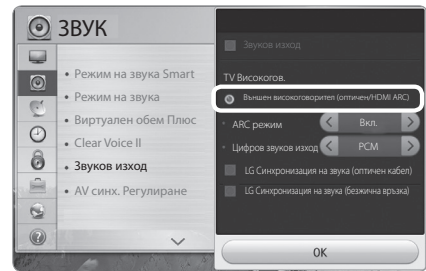 ЗВУК
• Режим на звука Smart
• Режим на звука
• Виртуален обем Плюс
• Clear Voice II
• Звуков изход
• AV синх. Регулиране
Звуков изход
TV Високогов.
Външен високоговорител (оптичен/HDMI ARC)
• ARC режим < Вкл. >
• Цифров звуков изход < PCM >
LG Синхронизация на звука (оптичен кабел)
LG Синхронизация на звука (безжична връзка)
OK